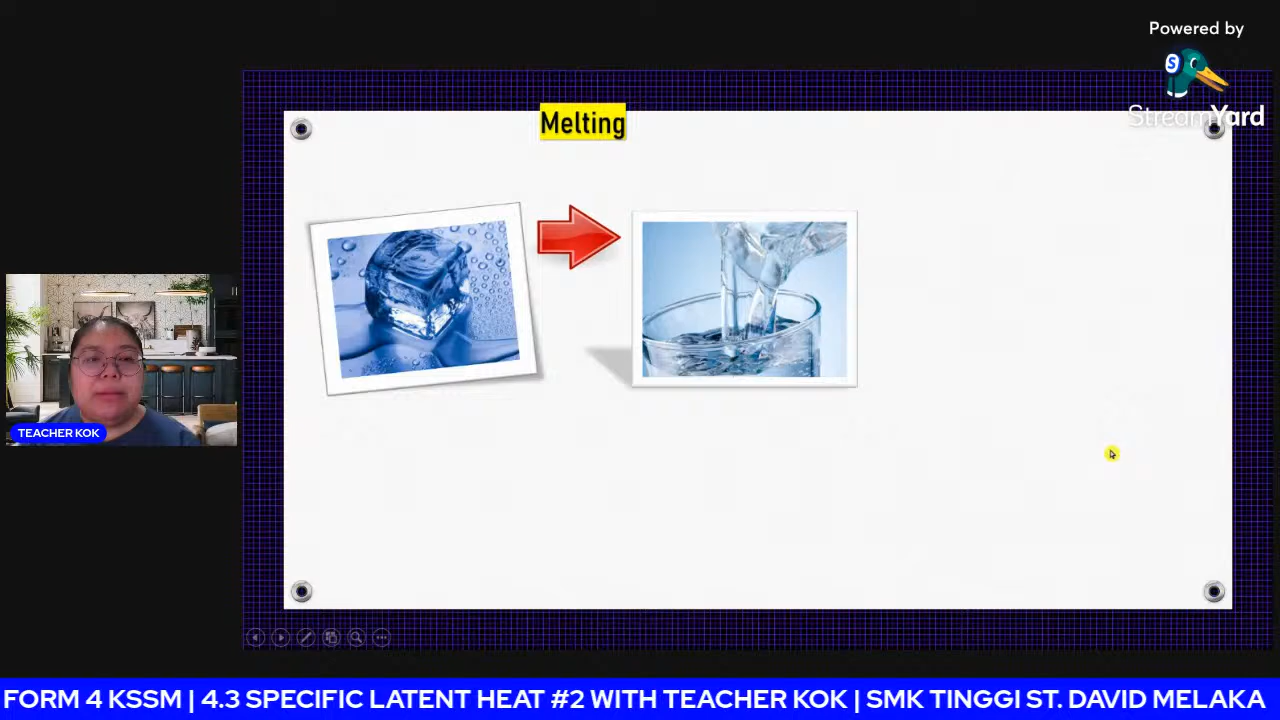 Powered by
StreamYard
Melting
TEACHER KOK
FORM 4 KSSM | 4.3 SPECIFIC LATENT HEAT #2 WITH TEACHER KOK | SMK TINGGI ST. DAVID MELAKA